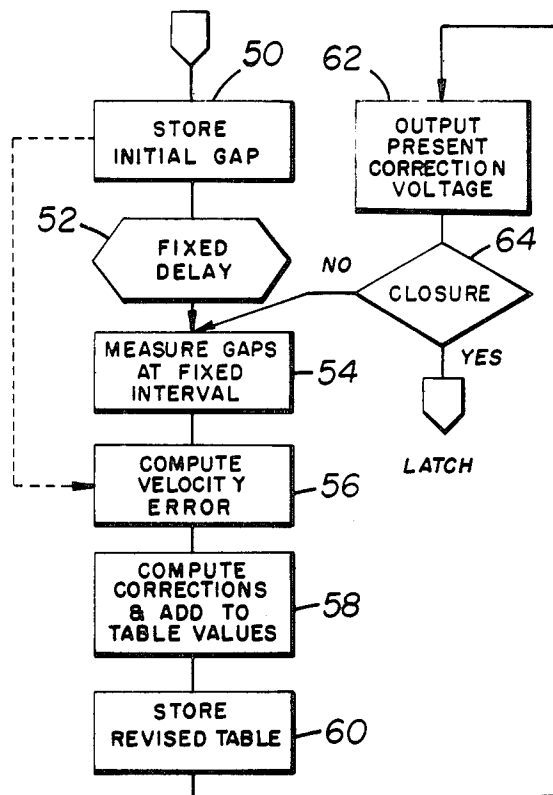 50
STORE
INITIAL GAP
52
FIXED
DELAY
MEASURE GAPS
AT FIXED
INTERVAL
54
COMPUTE
VELOCITY
ERROR
56
COMPUTE
CORRECTIONS
& ADD TO
TABLE VALUES
58
STORE
REVISED TABLE
60
62
OUTPUT
PRESENT
CORRECTION
VOLTAGE
64
CLOSURE
NO
YES
LATCH